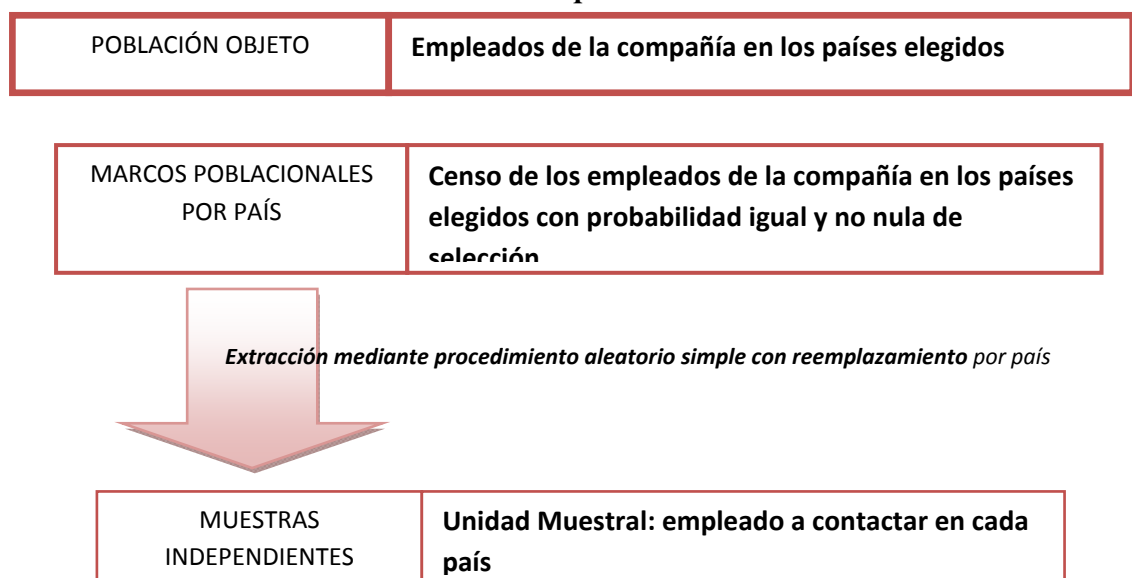 POBLACIÓN OBJETO
Empleados de la compañía en los países elegidos
MARCOS POBLACIONALES
POR PAÍS
Censo de los empleados de la compañía en los países
elegidos con probabilidad igual y no nula de
selección
Extracción mediante procedimiento aleatorio simple con reemplazamiento por país
MUESTRAS
INDEPENDIENTES
Unidad Muestral: empleado a contactar en cada
país